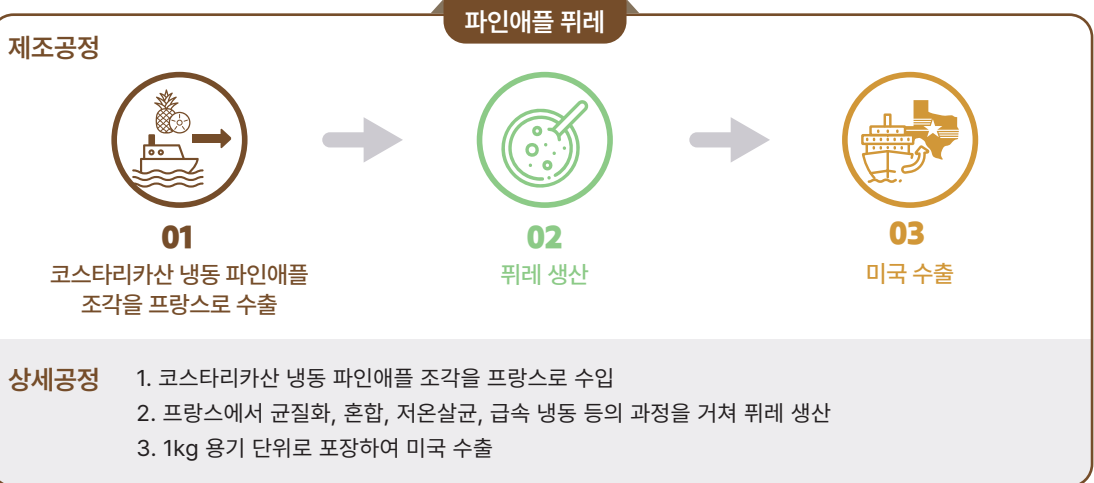 파인애플 퓌레
제조공정
01
코스타리카산 냉동 파인애플
조각을 프랑스로 수출
02
퓌레 생산
03
미국 수출
상세공정
1. 코스타리카산 냉동 파인애플 조각을 프랑스로 수입
2. 프랑스에서 균질화, 혼합, 저온살균, 급속 냉동 등의 과정을 거쳐 퓌레 생산
3. 1kg 용기 단위로 포장하여 미국 수출